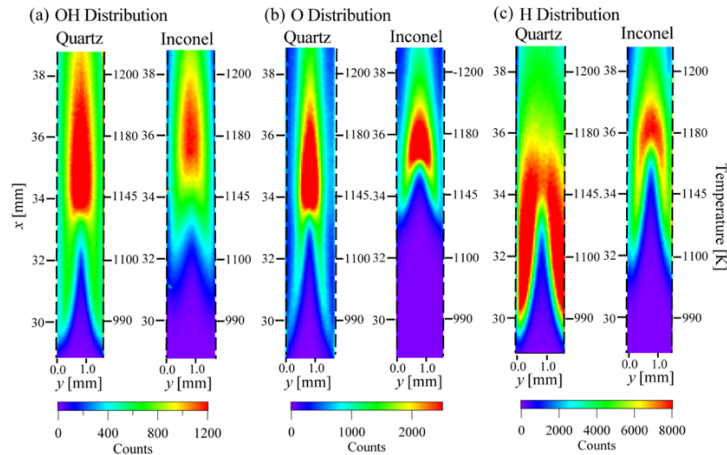 (a) OH Distribution
Quartz Inconel
x [mm]
38 36 34 32 30
1200 1180 1145 1100 990
38 36 34 32 30
1200 1180 1145 1100 990
0.0 1.0 0.0 1.0
y [mm] y [mm]
0 400 800 1200
Counts
(b) O Distribution
Quartz Inconel
38 36 34 32 30
1200 1180 1145 1100 990
38 36 34 32 30
-1200 1180 1145 1100 990
0.0 1.0 0.0 1.0
y [mm] y [mm]
0 1000 2000
Counts
(c) H Distribution
Quartz Inconel
38 36 34 32 30
1200 1180 1145 1100 990
38 36 34 32 30
1200 1180 1145 1100 990
Temperature [K]
0.0 1.0 0.0 1.0
y [mm] y [mm]
0 2000 4000 6000 8000
Counts